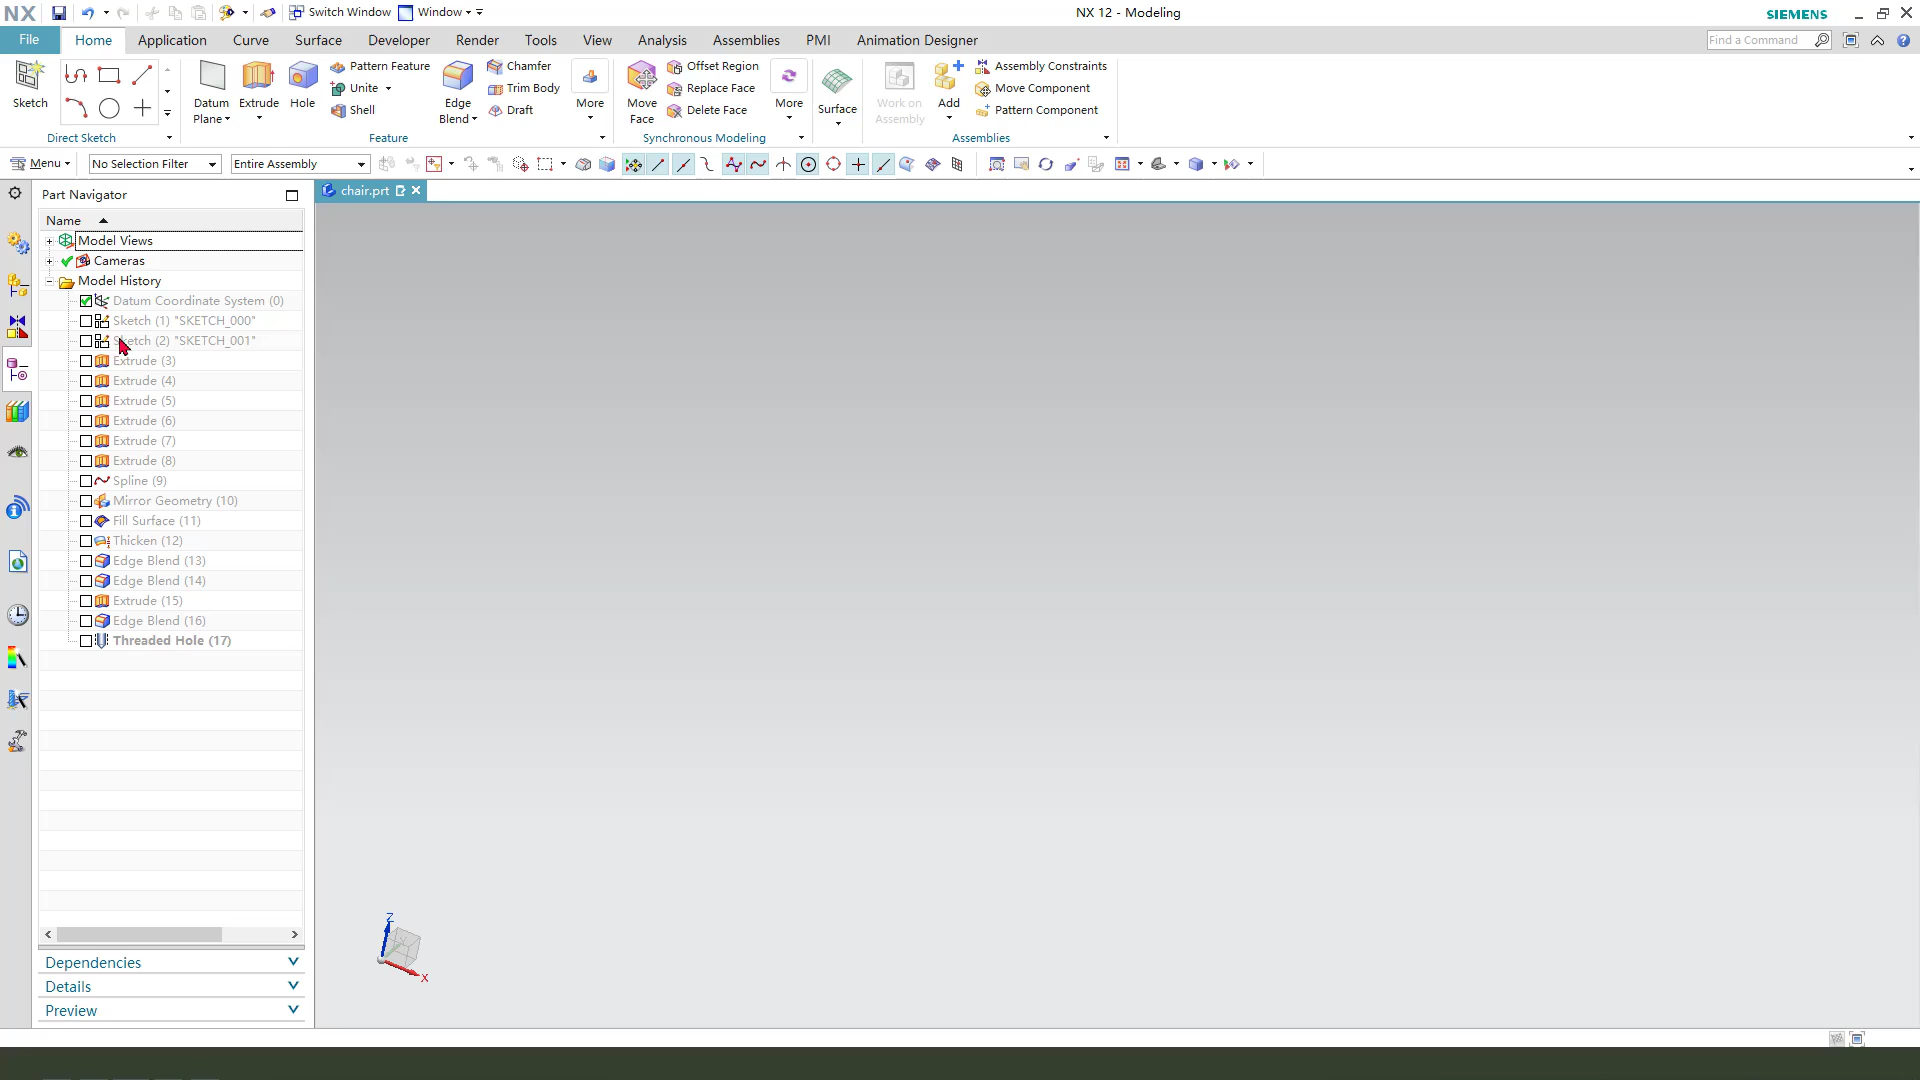 NX Switch Window Window NX 12 - Modeling SIEMENS
File Home Application Curve Surface Developer Render Tools View Analysis Assemblies PMI Animation Designer Find a Command
Sketch
Direct Sketch
Datum Plane
Extrude
Hole
Pattern Feature
Unite
Shell
Edge Blend
Chamfer
Trim Body
Draft
More
Feature
Move Face
Offset Region
Replace Face
Delete Face
More
Synchronous Modeling
Surface
Work on Assembly
Add
Assembly Constraints
Move Component
Pattern Component
Assemblies
Menu No Selection Filter Entire Assembly
Part Navigator
chair.prt
Name
Model Views
Cameras
Model History
Datum Coordinate System (0)
Sketch (1) "SKETCH_000"
Sketch (2) "SKETCH_001"
Extrude (3)
Extrude (4)
Extrude (5)
Extrude (6)
Extrude (7)
Extrude (8)
Spline (9)
Mirror Geometry (10)
Fill Surface (11)
Thicken (12)
Edge Blend (13)
Edge Blend (14)
Extrude (15)
Edge Blend (16)
Threaded Hole (17)
Z
X
Dependencies
Details
Preview